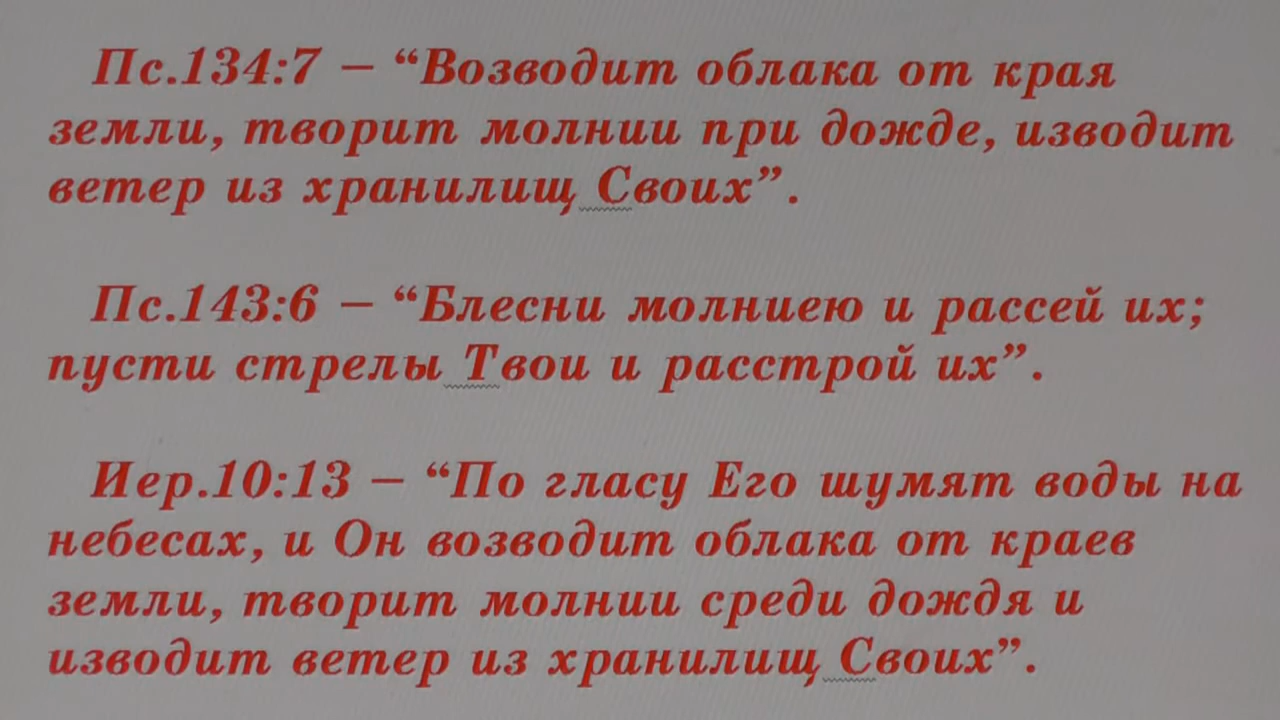 Пс.134:7 – “Возводит облака от края
земли, творит молнии при дожде, изводит
ветер из хранилищ Своих”.
Пс.143:6 – “Блесни молниею и рассей их;
пусти стрелы Твои и расстрой их”.
Иер.10:13 – “По гласу Его шумят воды на
небесах, и Он возводит облака от краев
земли, творит молнии среди дождя и
изводит ветер из хранилищ Своих”.